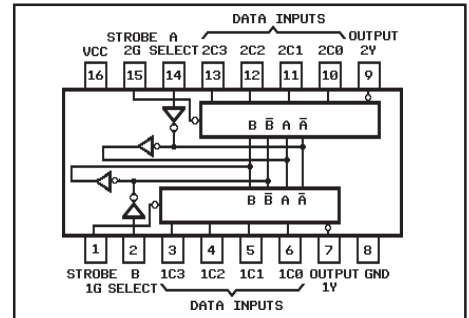 DATA INPUTS
STROBE A OUTPUT
VCC 2G SELECT 2C3 2C2 2C1 2C0 2Y
16 15 14 13 12 11 10 9
B B̅ A A̅
B B̅ A A̅
1 2 3 4 5 6 7 8
STROBE B 1C3 1C2 1C1 1C0 OUTPUT GND
1G SELECT 1Y
DATA INPUTS